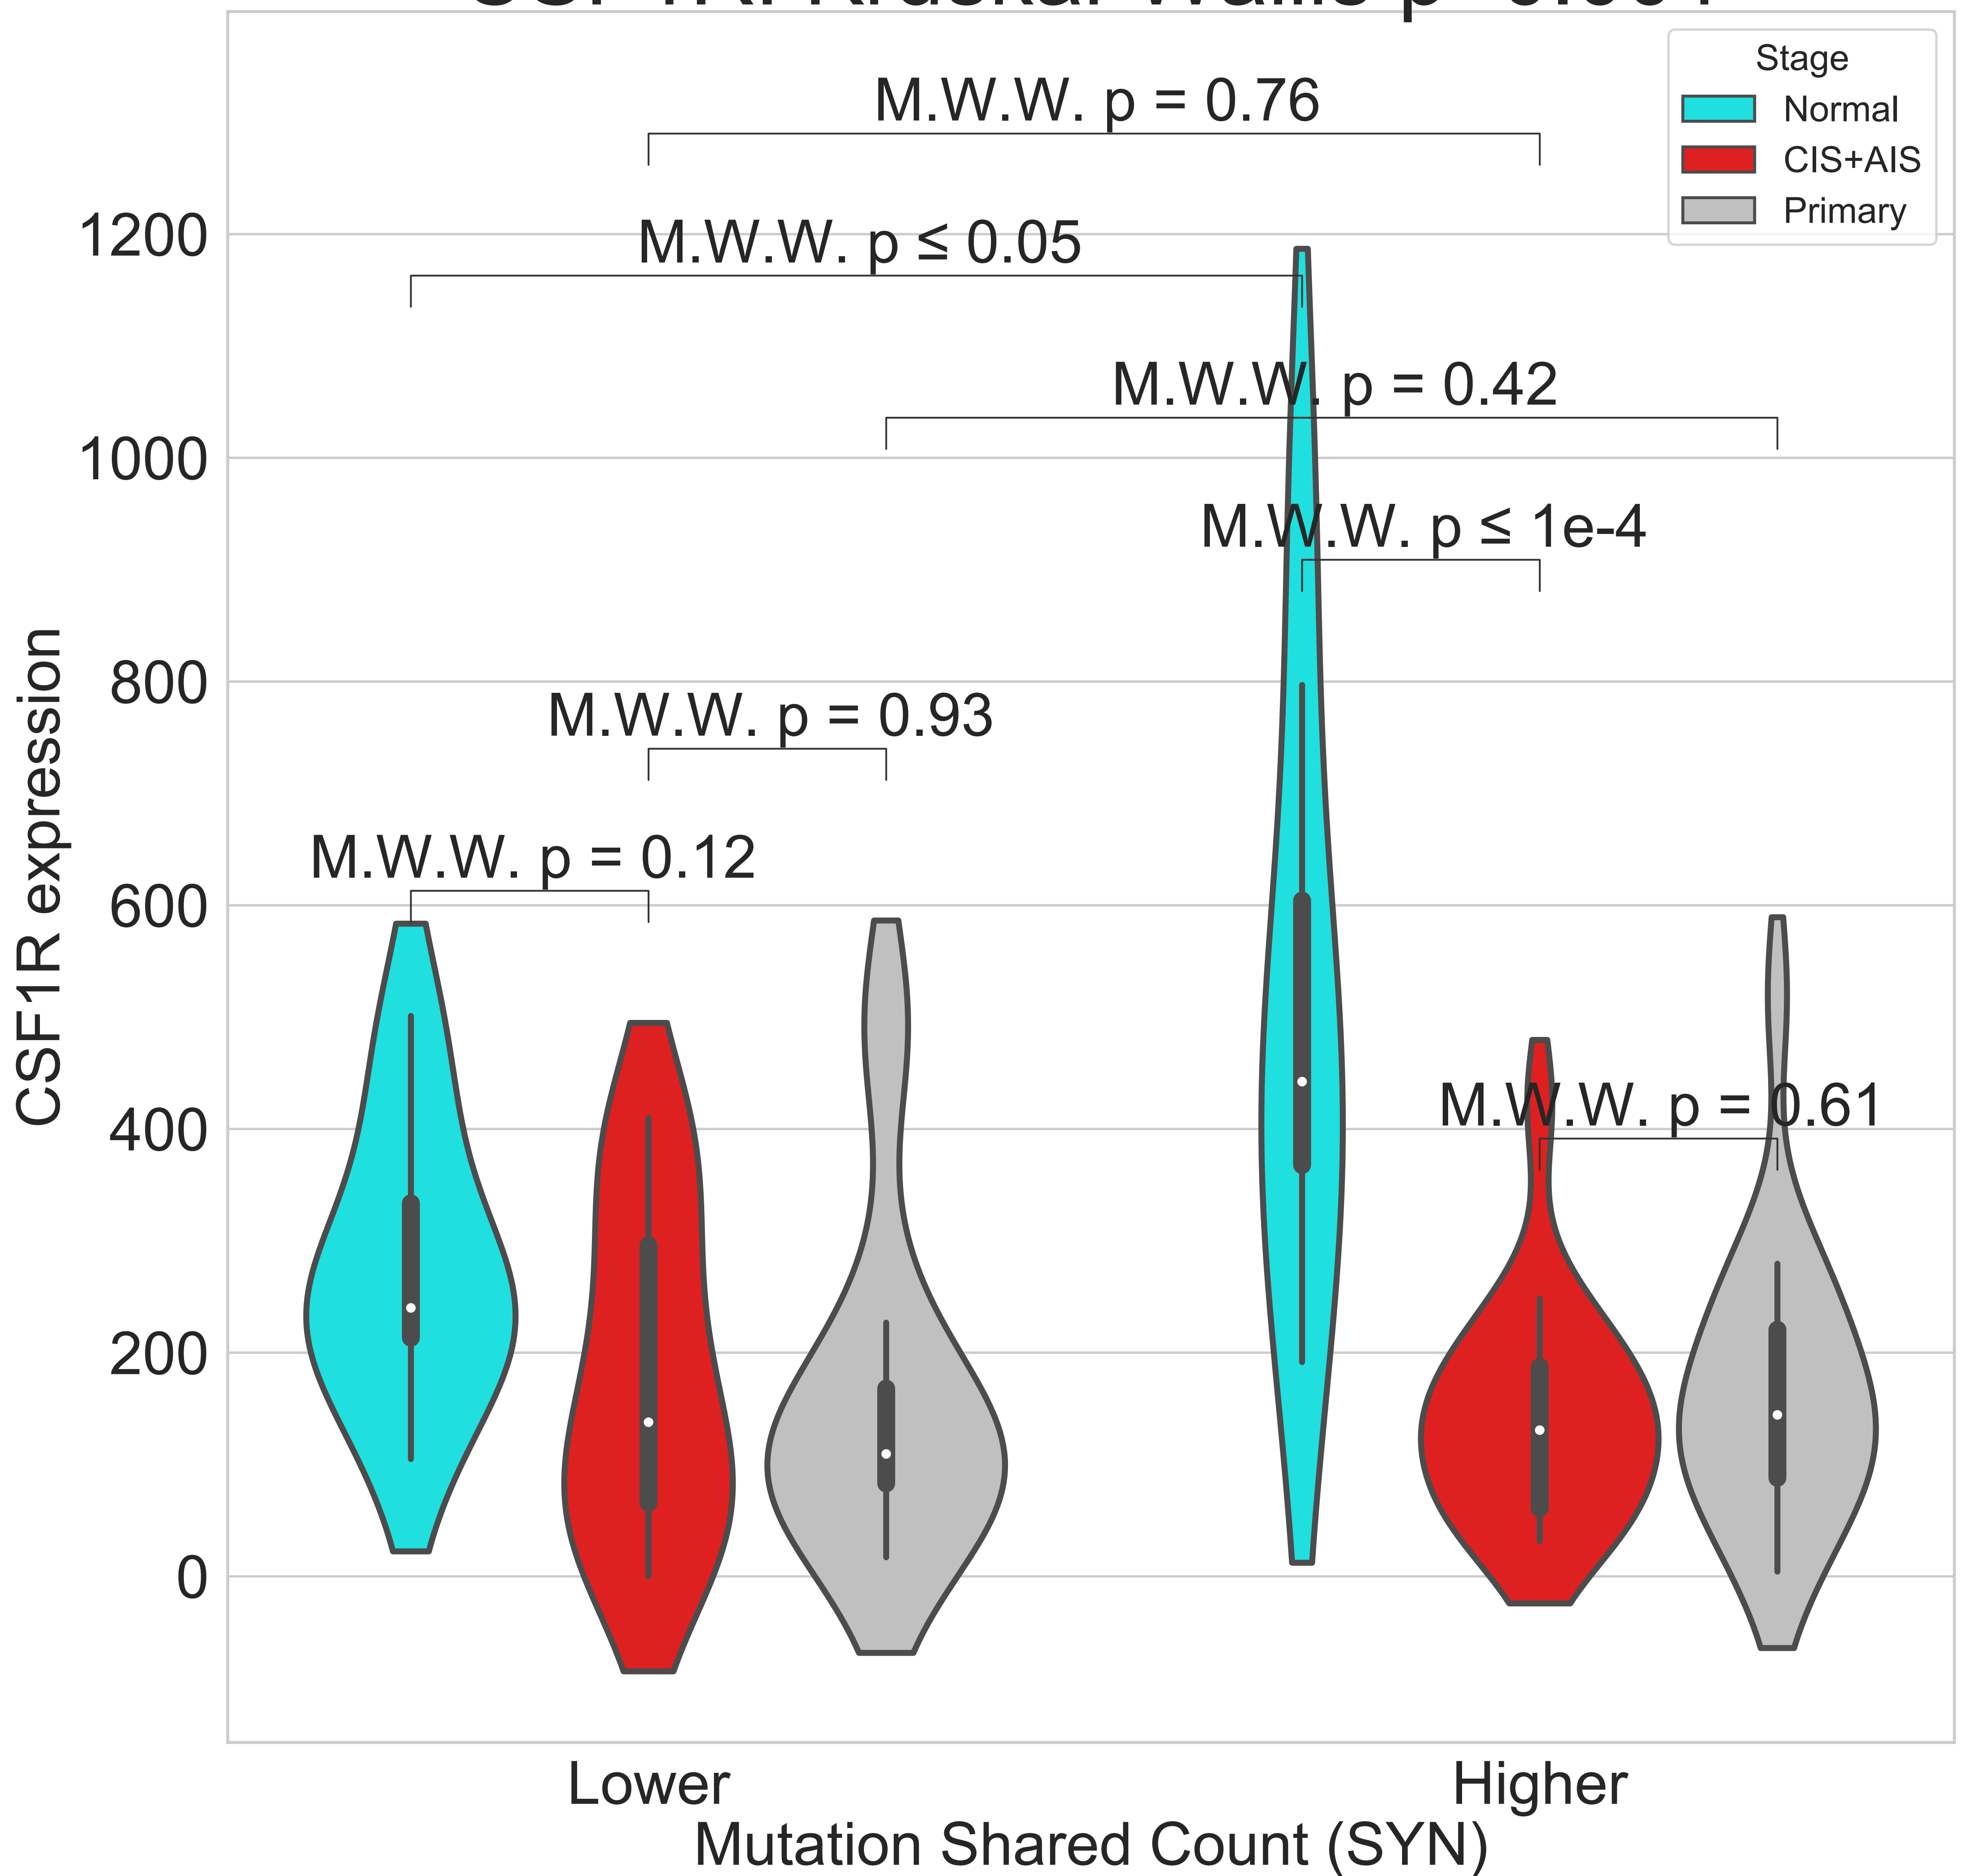 Stage
Normal
CIS+AIS
Primary
M.W.W. p = 0.76
M.W.W. p ≤ 0.05
M.W.W. p = 0.42
M.W.W. p ≤ 1e-4
M.W.W. p = 0.93
M.W.W. p = 0.12
M.W.W. p = 0.61
CSF1R expression
1200
1000
800
600
400
200
0
Lower
Higher
Mutation Shared Count (SYN)